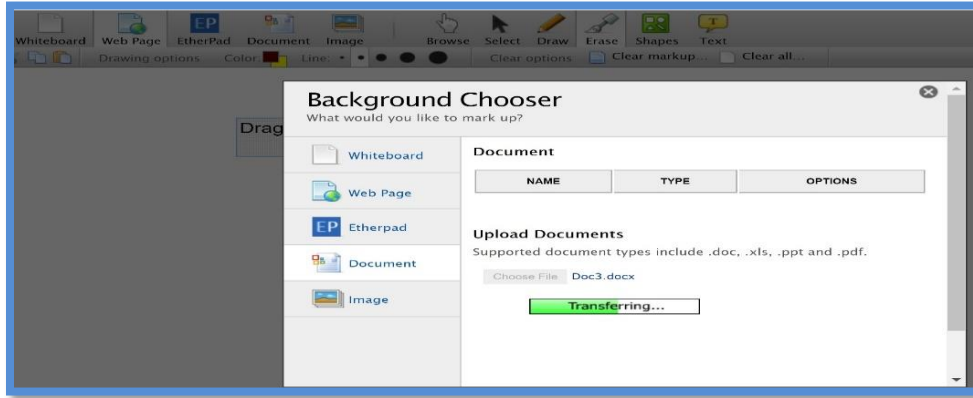 EP
T
Whiteboard Web Page EtherPad Document Image Browse Select Draw Erase Shapes Text
Drawing options Color: Line: Clear options Clear markup... Clear all...
Drag
Background Chooser
What would you like to mark up?
Whiteboard
Web Page
EP Etherpad
Document
Image
Document
NAME TYPE OPTIONS
Upload Documents
Supported document types include .doc, .xls, .ppt and .pdf.
Choose File Doc3.docx
Transferring...